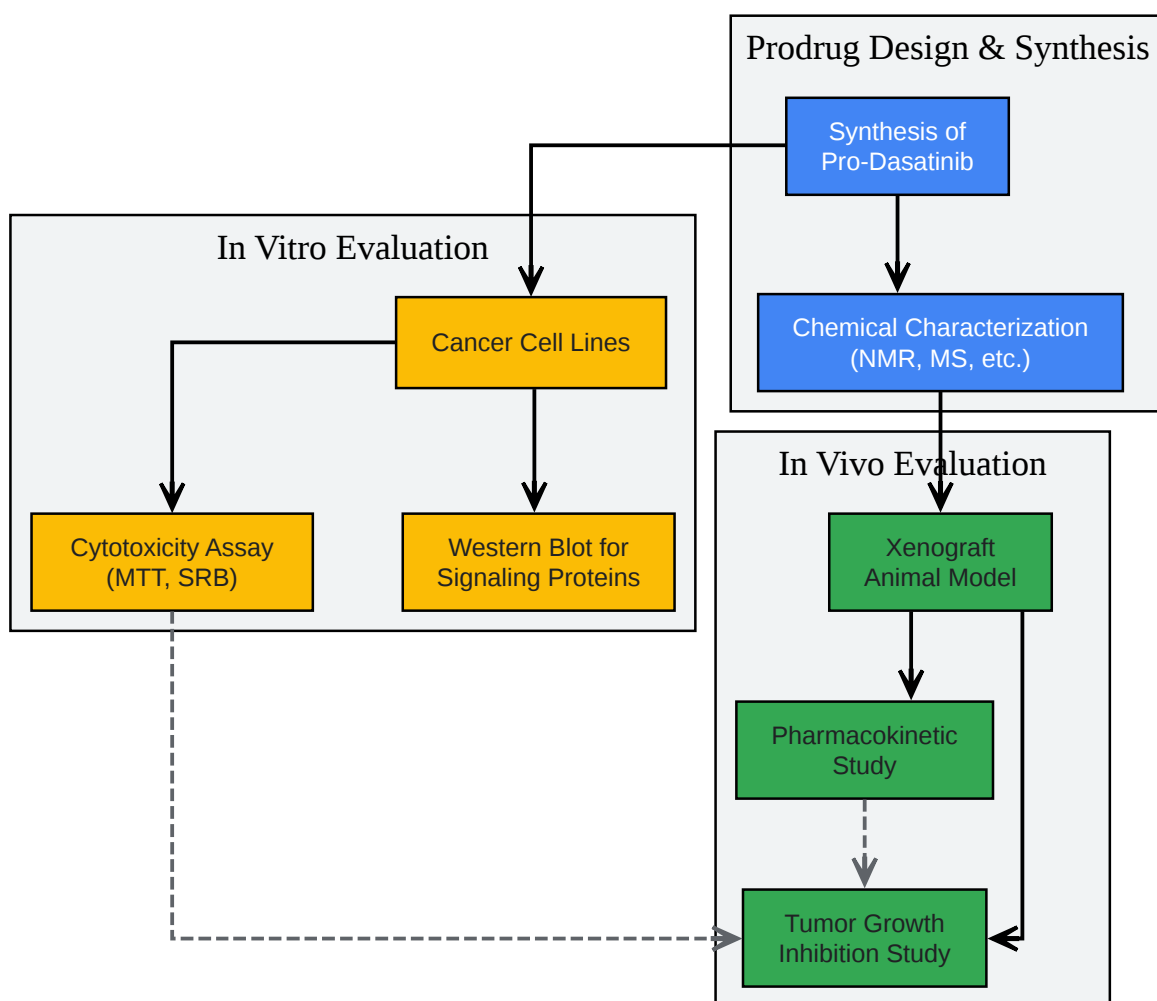 Prodrug Design & Synthesis
Synthesis of
Pro-Dasatinib
Chemical Characterization
(NMR, MS, etc.)
In Vitro Evaluation
Cancer Cell Lines
Cytotoxicity Assay
(MTT, SRB)
Western Blot for
Signaling Proteins
In Vivo Evaluation
Xenograft
Animal Model
Pharmacokinetic
Study
Tumor Growth
Inhibition Study